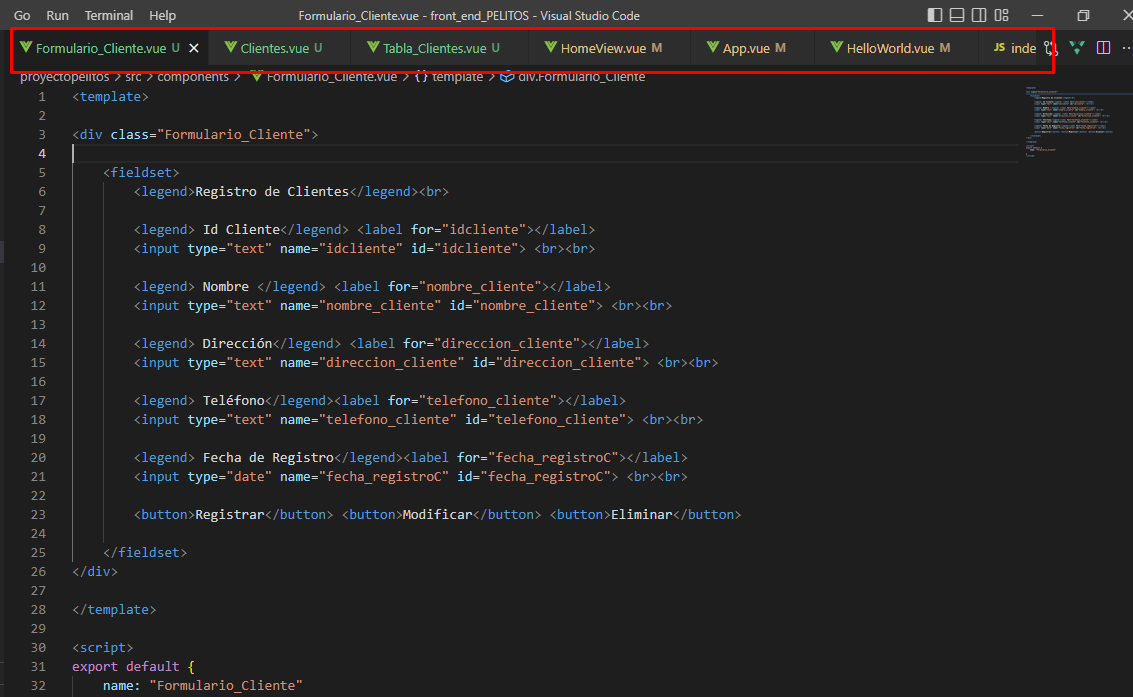 Go Run Terminal Help Formulario_Cliente.vue - front_end_PELITOS - Visual Studio Code
Formulario_Cliente.vue U Clientes.vue U Tabla_Clientes.vue U HomeView.vue M App.vue M HelloWorld.vue M JS inde
proyectopelitos > src > components > Formulario_Cliente.vue > {} template > div.Formulario_Cliente
1 <template>
2
3 <div class="Formulario_Cliente">
4
5 <fieldset>
6 <legend>Registro de Clientes</legend><br>
7
8 <legend> Id Cliente</legend> <label for="idcliente"></label>
9 <input type="text" name="idcliente" id="idcliente"> <br><br>
10
11 <legend> Nombre </legend> <label for="nombre_cliente"></label>
12 <input type="text" name="nombre_cliente" id="nombre_cliente"> <br><br>
13
14 <legend> Dirección</legend> <label for="direccion_cliente"></label>
15 <input type="text" name="direccion_cliente" id="direccion_cliente"> <br><br>
16
17 <legend> Teléfono</legend><label for="telefono_cliente"></label>
18 <input type="text" name="telefono_cliente" id="telefono_cliente"> <br><br>
19
20 <legend> Fecha de Registro</legend><label for="fecha_registroC"></label>
21 <input type="date" name="fecha_registroC" id="fecha_registroC"> <br><br>
22
23 <button>Registrar</button> <button>Modificar</button> <button>Eliminar</button>
24
25 </fieldset>
26 </div>
27
28 </template>
29
30 <script>
31 export default {
32 name: "Formulario_Cliente"